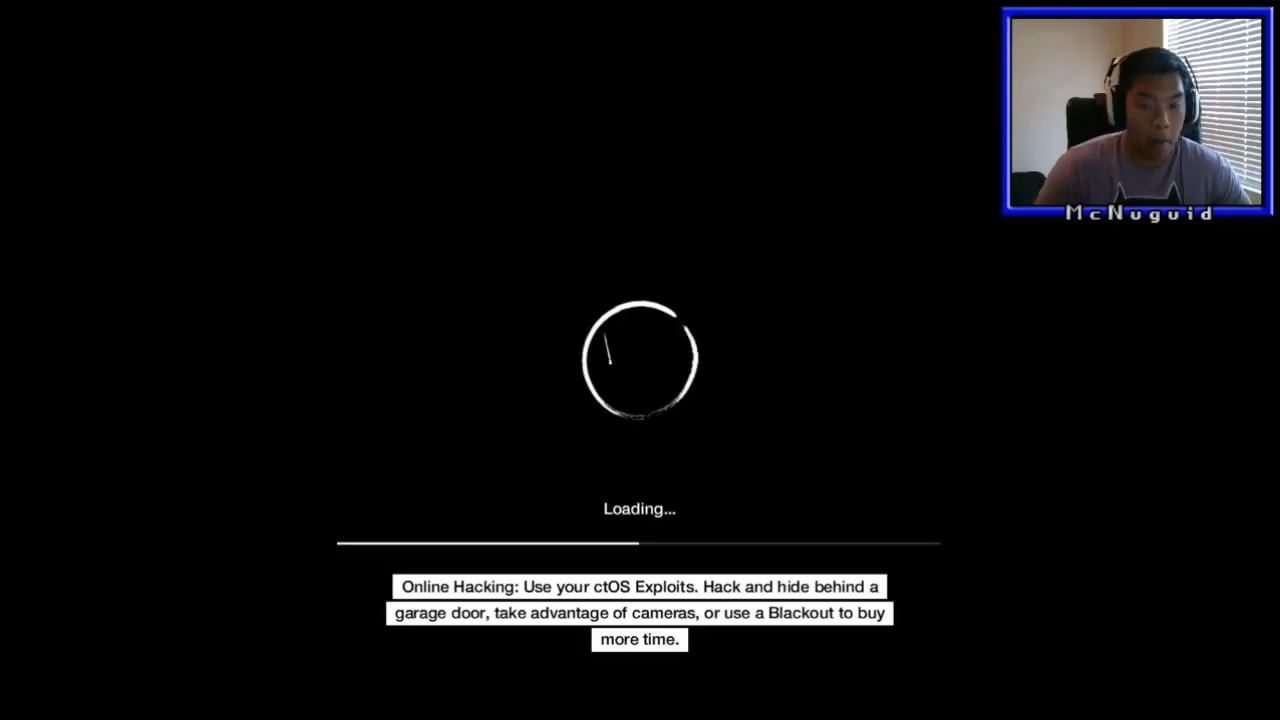 McNuguid
Loading...
Online Hacking: Use your ctOS Exploits. Hack and hide behind a
garage door, take advantage of cameras, or use a Blackout to buy
more time.